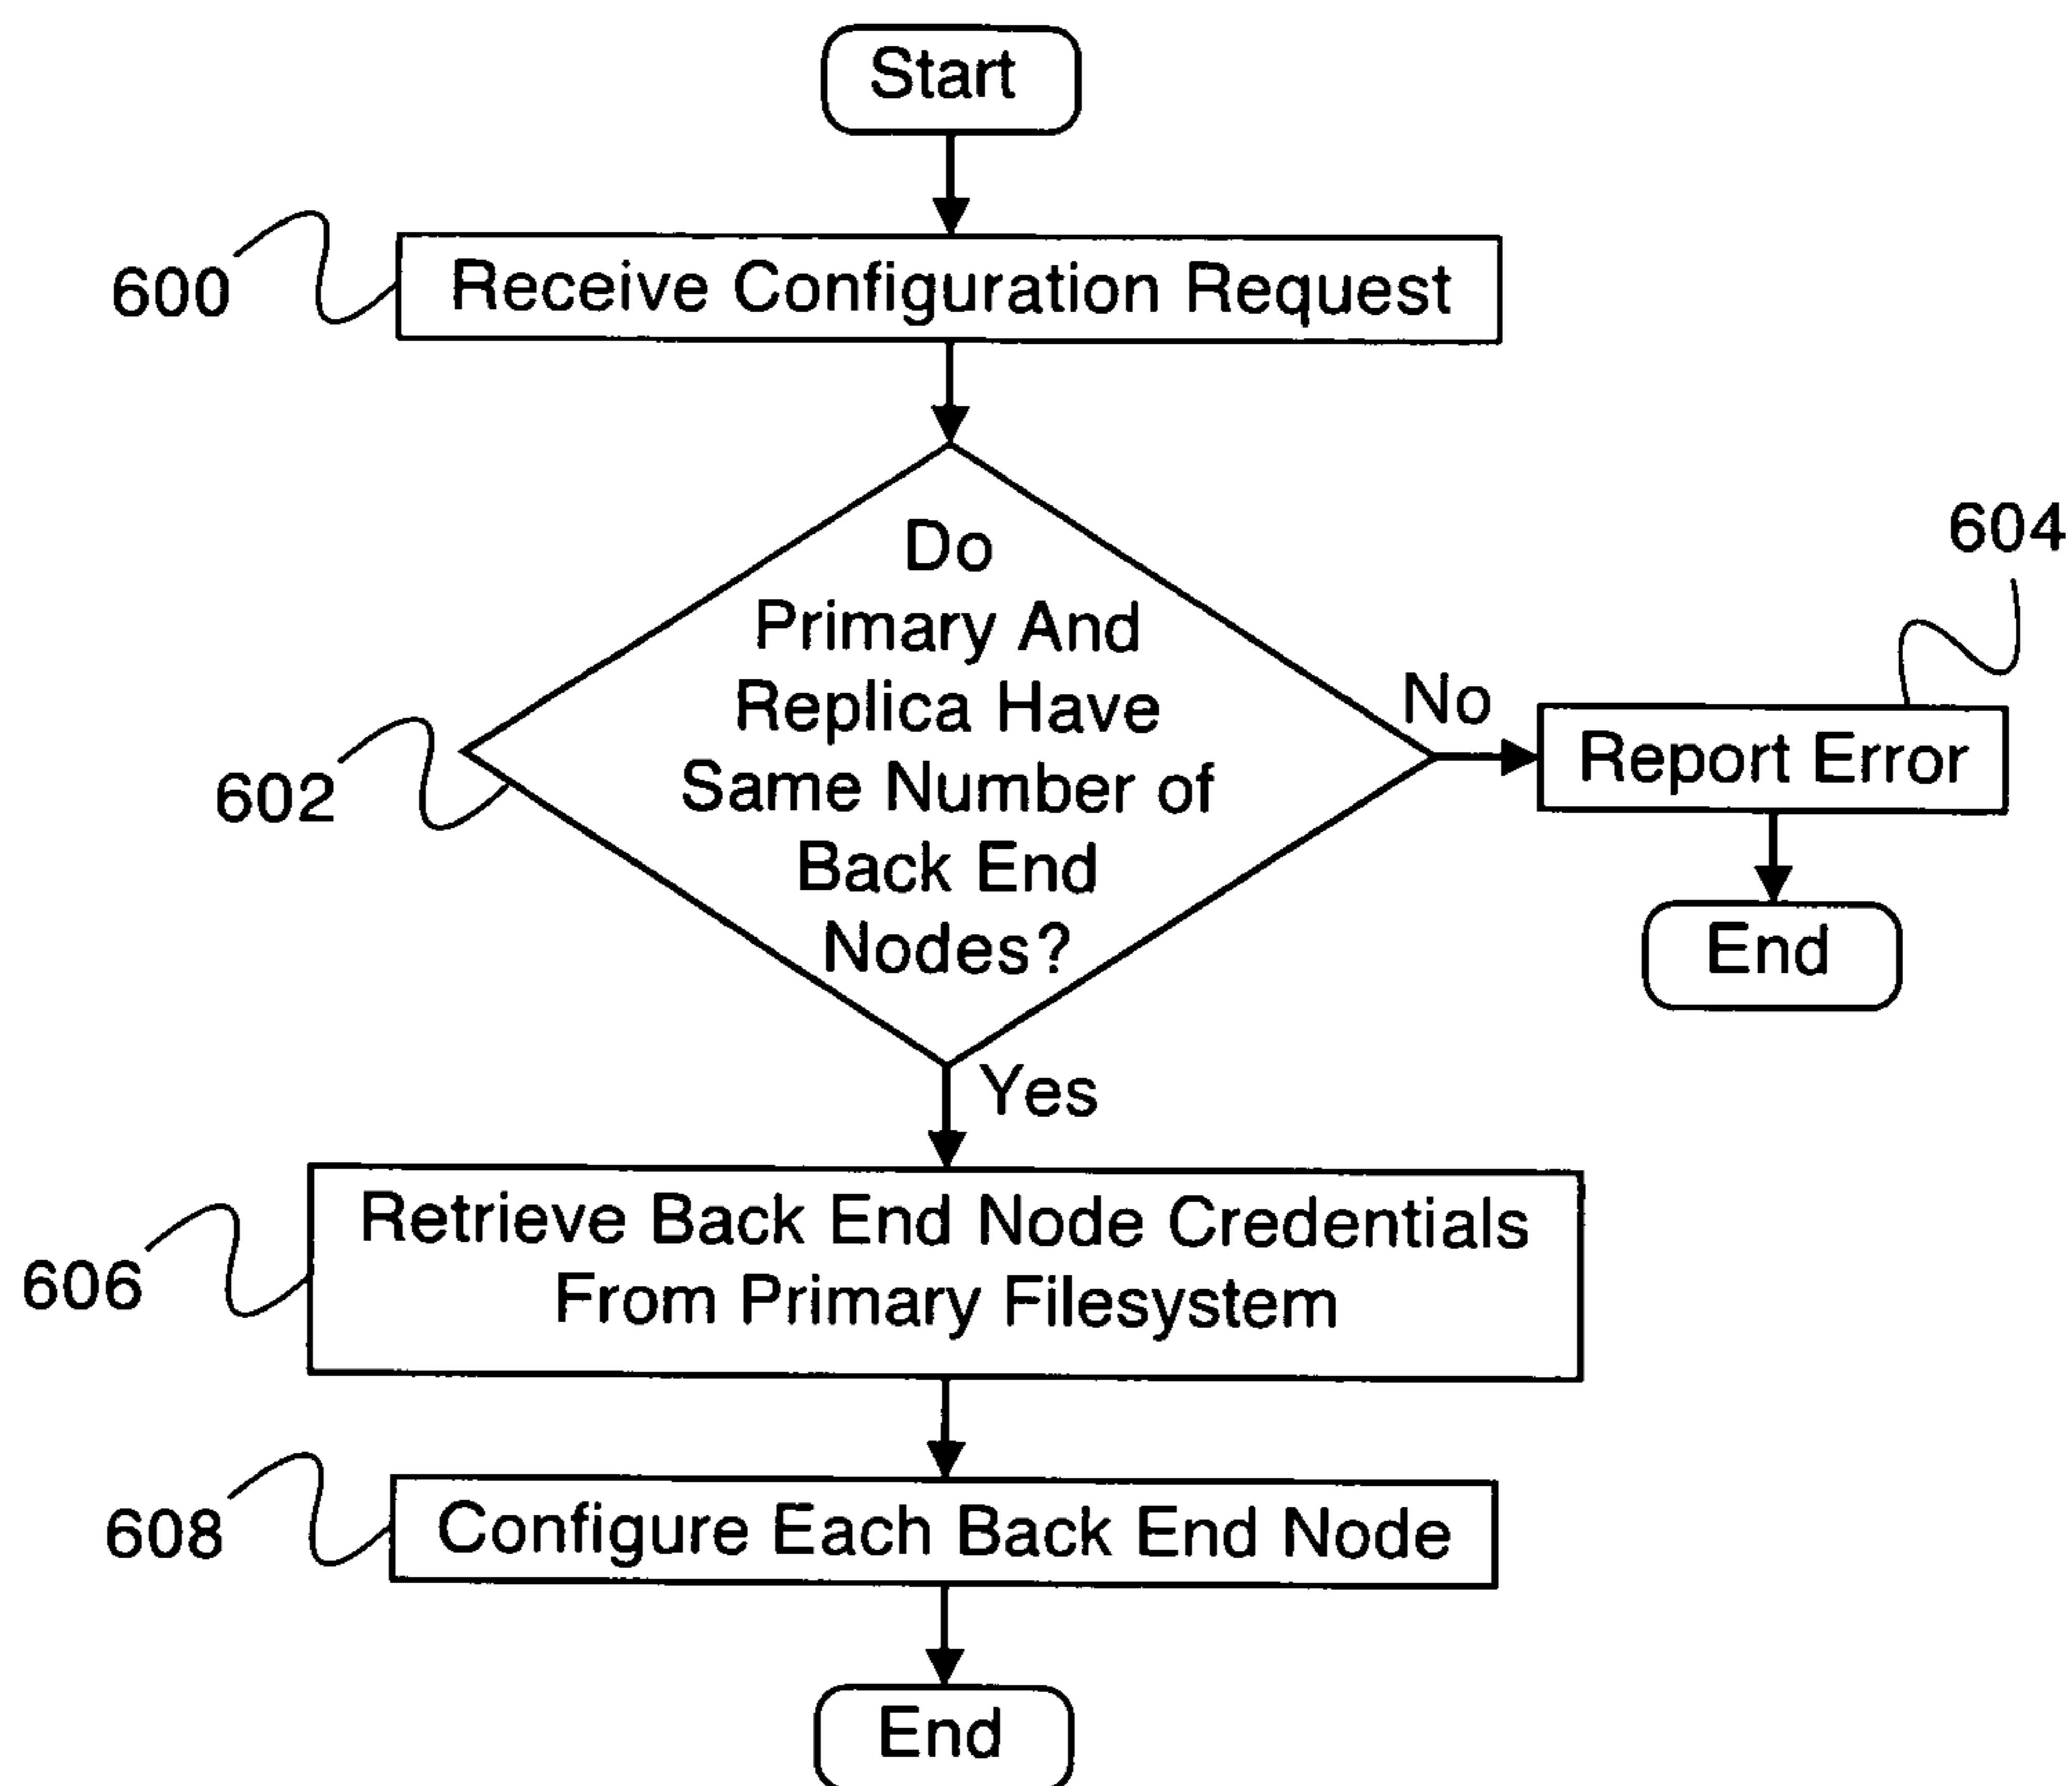 Start
600
Receive Configuration Request
Do
Primary And
Replica Have
Same Number of
Back End
Nodes?
602
No
604
Report Error
End
Yes
606
Retrieve Back End Node Credentials
From Primary Filesystem
608
Configure Each Back End Node
End